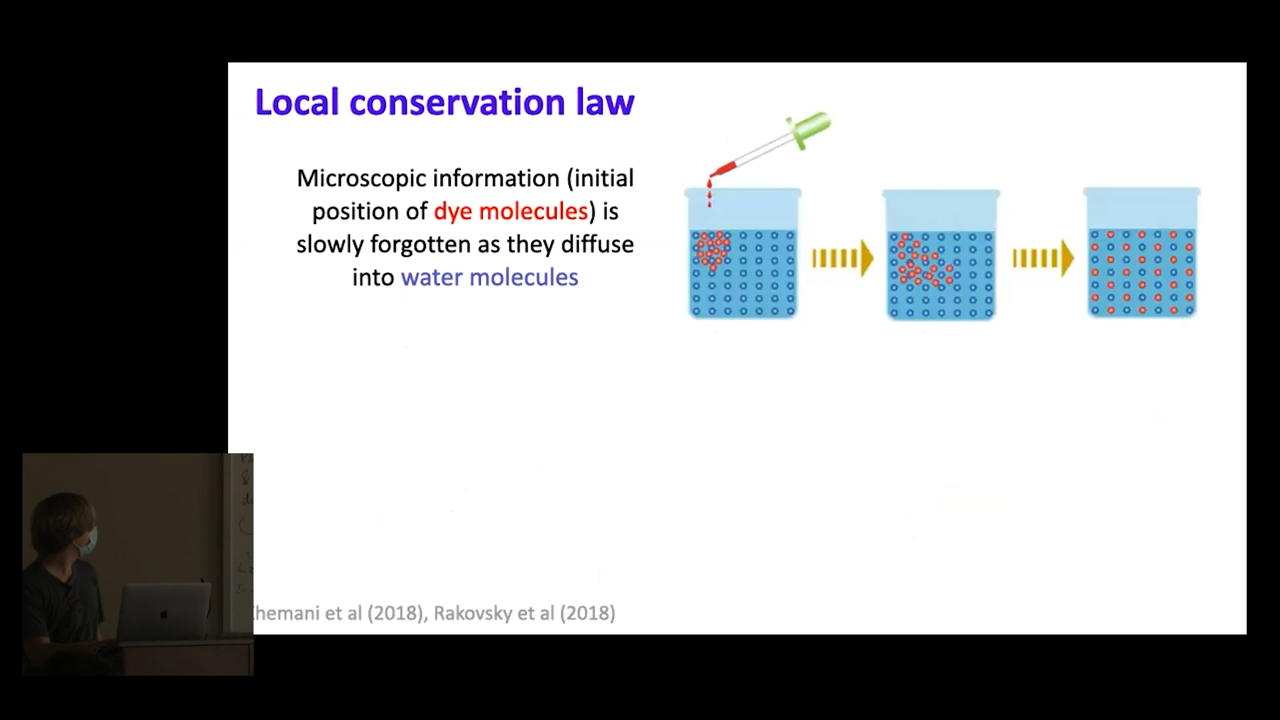 Local conservation law
Microscopic information (initial
position of dye molecules) is
slowly forgotten as they diffuse
into water molecules
et al (2018), Rakovsky et al (2018)